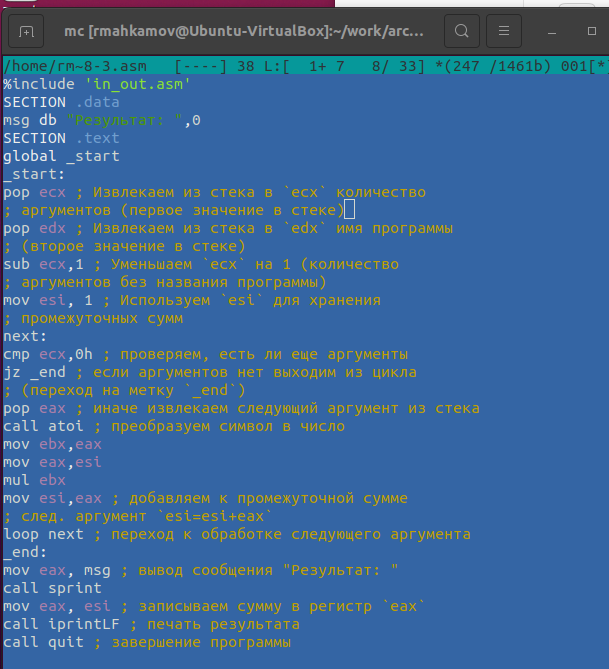 mc [rmahkamov@Ubuntu-VirtualBox]:~/work/arc...
/home/rm~8-3.asm   [----] 38 L:[  1+ 7   8/ 33] *(247 /1461b) 001[*]
%include 'in_out.asm'
SECTION .data
msg db "Результат: ",0
SECTION .text
global _start
_start:
pop ecx ; Извлекаем из стека в `ecx` количество
; аргументов (первое значение в стеке)
pop edx ; Извлекаем из стека в `edx` имя программы
; (второе значение в стеке)
sub ecx,1 ; Уменьшаем `ecx` на 1 (количество
; аргументов без названия программы)
mov esi, 1 ; Используем `esi` для хранения
; промежуточных сумм
next:
cmp ecx,0h ; проверяем, есть ли еще аргументы
jz _end ; если аргументов нет выходим из цикла
; (переход на метку `_end`)
pop eax ; иначе извлекаем следующий аргумент из стека
call atoi ; преобразуем символ в число
mov ebx,eax
mov eax,esi
mul ebx
mov esi,eax ; добавляем к промежуточной сумме
; след. аргумент `esi=esi+eax`
loop next ; переход к обработке следующего аргумента
_end:
mov eax, msg ; вывод сообщения "Результат: "
call sprint
mov eax, esi ; записываем сумму в регистр `eax`
call iprintLF ; печать результата
call quit ; завершение программы